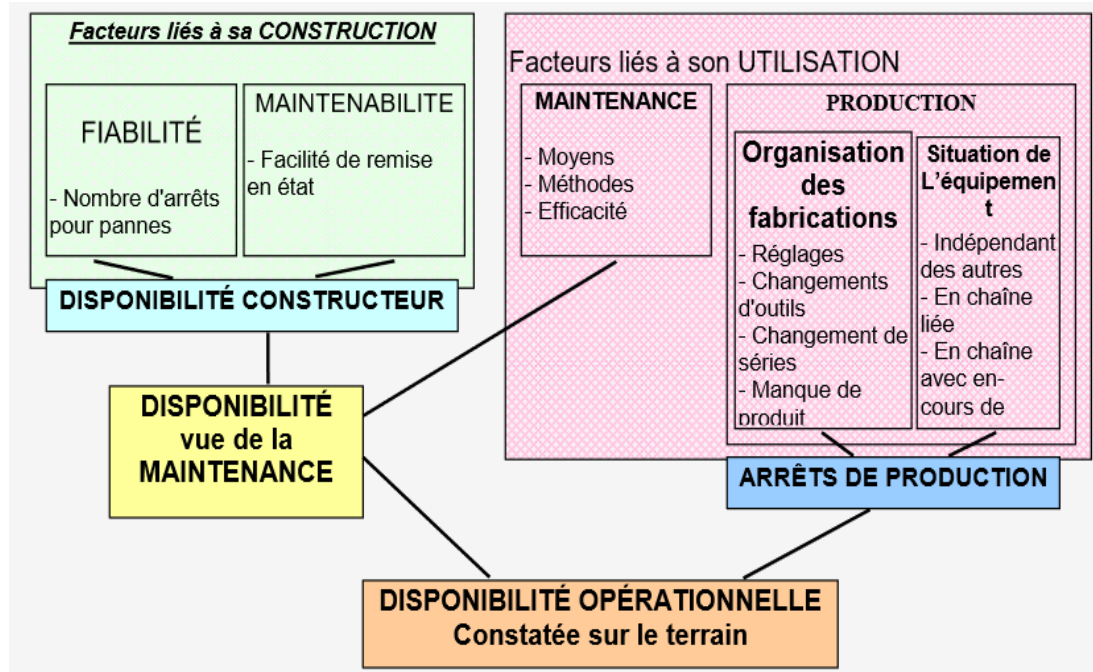 Facteurs liés à sa CONSTRUCTION
FIABILITÉ
- Nombre d'arrêts
pour pannes
MAINTENABILITE
- Facilité de remise
en état
DISPONIBILITÉ CONSTRUCTEUR
Facteurs liés à son UTILISATION
MAINTENANCE
- Moyens
- Méthodes
- Efficacité
PRODUCTION
Organisation
des
fabrications
- Réglages
- Changements
d'outils
- Changement de
séries
- Manque de
produit
Situation de
L’équipemen
t
- Indépendant
des autres
- En chaîne
liée
- En chaîne
avec en-
cours de
DISPONIBILITÉ
vue de la
MAINTENANCE
ARRÊTS DE PRODUCTION
DISPONIBILITÉ OPÉRATIONNELLE
Constatée sur le terrain